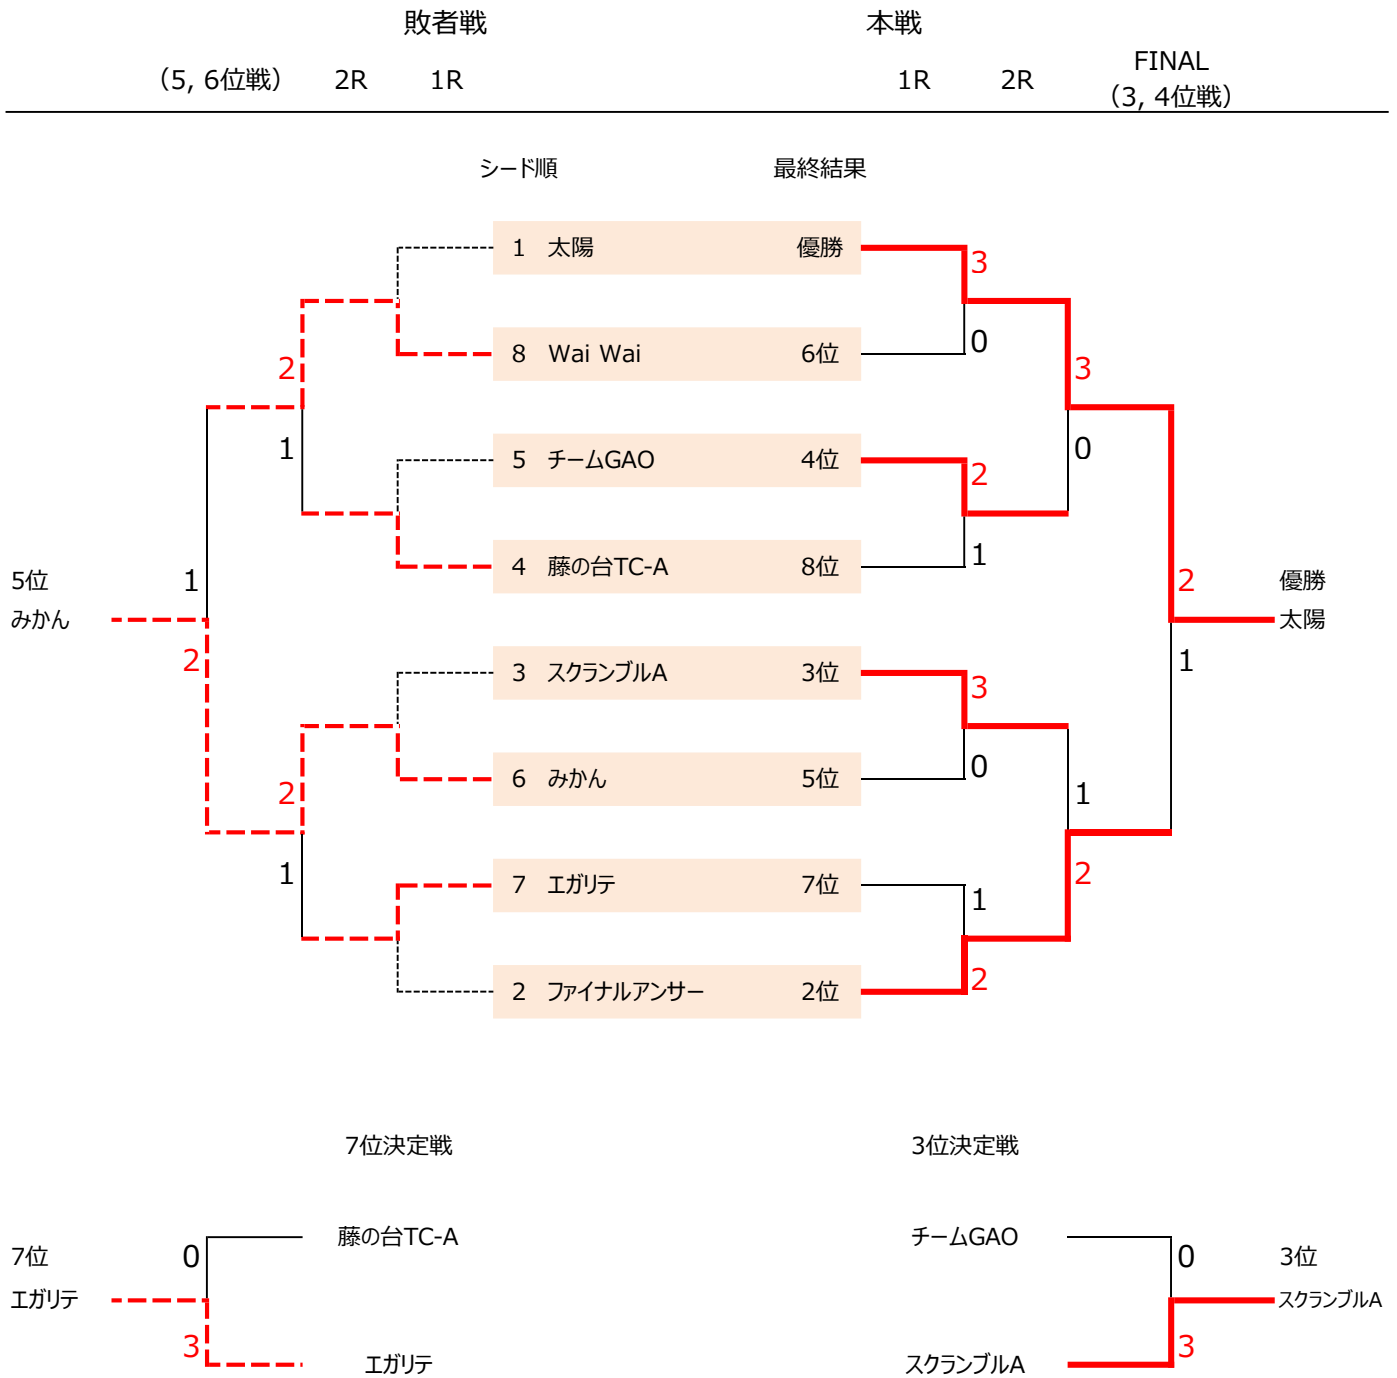 敗者戦 本戦
（5, 6位戦） 2R 1R 1R 2R FINAL
（3, 4位戦）
シード順 最終結果
1 太陽 優勝 3
8 Wai Wai 6位 0
2 3
1 0
5 チームGAO 4位 2
4 藤の台TC-A 8位 1
5位 1 2 優勝
みかん 太陽
2 1
3 スクランブルA 3位 3
6 みかん 5位 0
2 1
1 2
7 エガリテ 7位 1
2 ファイナルアンサー 2位 2
7位決定戦 3位決定戦
藤の台TC-A チームGAO
7位 0 0 3位
エガリテ スクランブルA
3 3
エガリテ スクランブルA